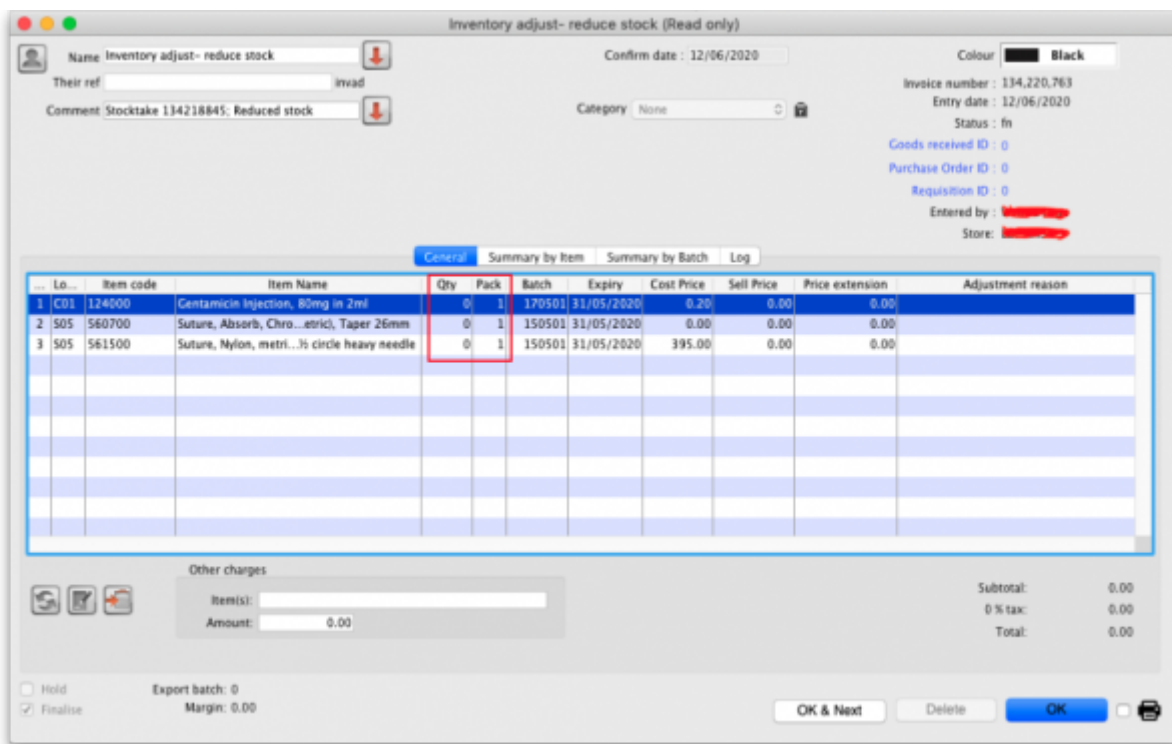 Inventory adjust- reduce stock (Read only)
Name Inventory adjust- reduce stock
Confirm date : 12/06/2020
Colour Black
Their ref invad
Invoice number : 134,220,763
Comment Stocktake 134218845; Reduced stock
Category None
Entry date : 12/06/2020
Status : fn
Goods received ID : 0
Purchase Order ID : 0
Requisition ID : 0
Entered by :
Store:
General Summary by Item Summary by Batch Log
... Lo... Item code Item Name Qty Pack Batch Expiry Cost Price Sell Price Price extension Adjustment reason
1 C01 124000 Gentamicin Injection, 80mg in 2ml 0 1 170501 31/05/2020 0.20 0.00 0.00
2 S05 560700 Suture, Absorb, Chro...etric), Taper 26mm 0 1 150501 31/05/2020 0.00 0.00 0.00
3 S05 561500 Suture, Nylon, metri...½ circle heavy needle 0 1 150501 31/05/2020 395.00 0.00 0.00
Other charges
Item(s):
Amount: 0.00
Subtotal: 0.00
0 % tax: 0.00
Total: 0.00
Hold
Export batch: 0
Finalise
Margin: 0.00
OK & Next Delete OK